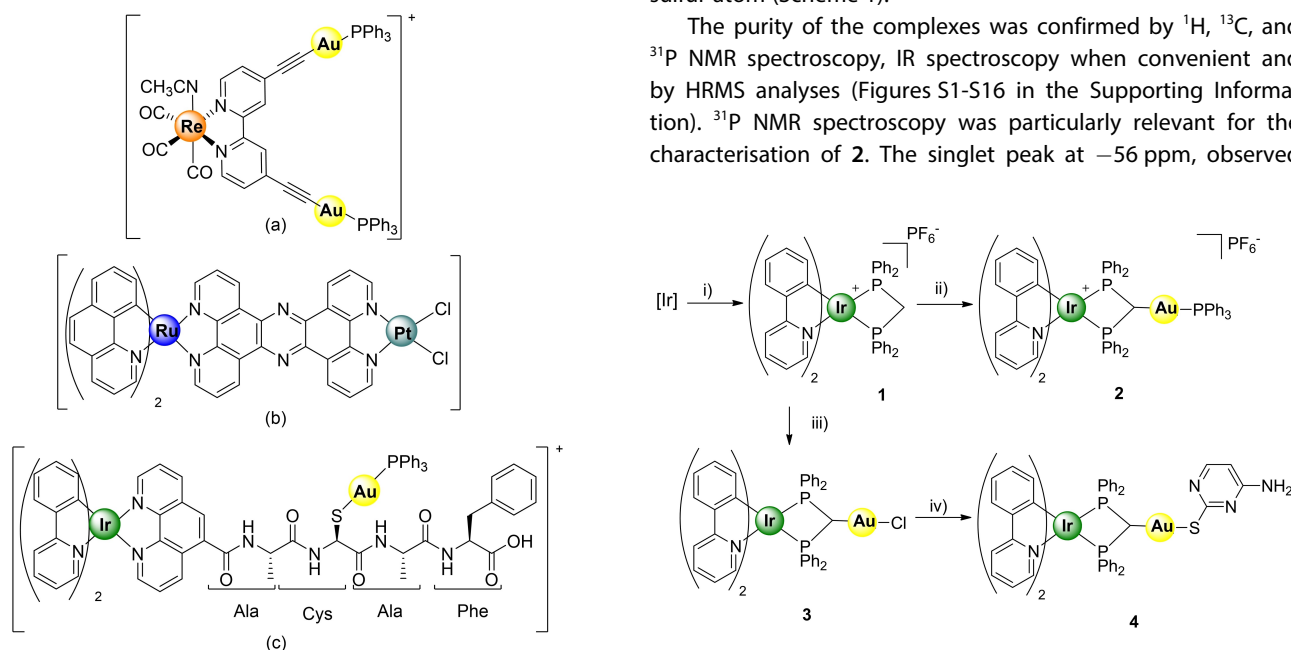 +
Au PPh3
CH3CN
OC N
Re
OC N
CO
Au PPh3
(a)
N N N Cl
Ru Pt
N N N Cl
2
(b)
+
PPh3
Au
N O S O
Ir H N N H OH
N O H O N H O
2 Ala Cys Ala Phe
(c)
sulfur atom (Scheme 1).
The purity of the complexes was confirmed by 1H, 13C, and
31P NMR spectroscopy, IR spectroscopy when convenient and
by HRMS analyses (Figures S1-S16 in the Supporting Informa
tion). 31P NMR spectroscopy was particularly relevant for the
characterisation of 2. The singlet peak at −56 ppm, observed
PF6-
PF6-
Ph2 Ph2
[Ir] i) Ir + P ii) Ir + P Au PPh3
N P N P
Ph2 Ph2
2 2
1 2
iii)
Ph2 Ph2 N NH2
P P N
Ir Au Cl iv) Ir Au S
N P N P
Ph2 Ph2
2 2
3 4